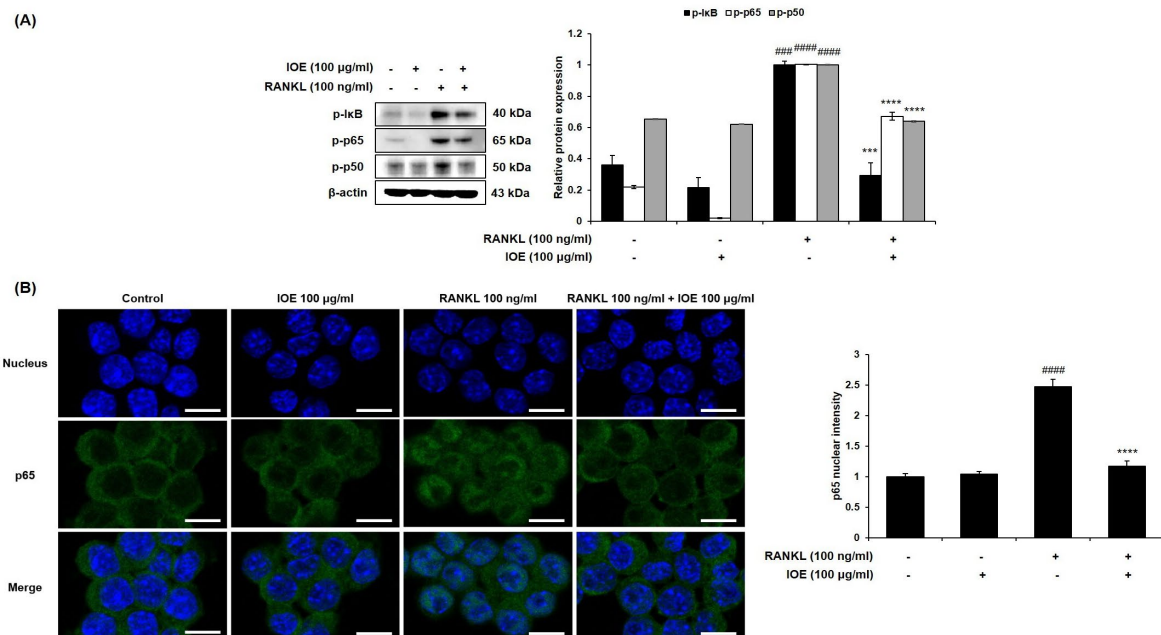 (A)
IOE (100 μg/ml) - + - +
RANKL (100 ng/ml) - - + +
p-IκB 40 kDa
p-p65 65 kDa
p-p50 50 kDa
β-actin 43 kDa
p-IκB p-p65 p-p50
Relative protein expression
1.2
1
0.8
0.6
0.4
0.2
0
### #### ####
*** **** ****
RANKL (100 ng/ml) - - + +
IOE (100 μg/ml) - + - +
(B)
Control IOE 100 μg/ml RANKL 100 ng/ml RANKL 100 ng/ml + IOE 100 μg/ml
Nucleus
p65
Merge
p65 nuclear intensity
3
2.5
2
1.5
1
0.5
0
####
****
RANKL (100 ng/ml) - - + +
IOE (100 μg/ml) - + - +